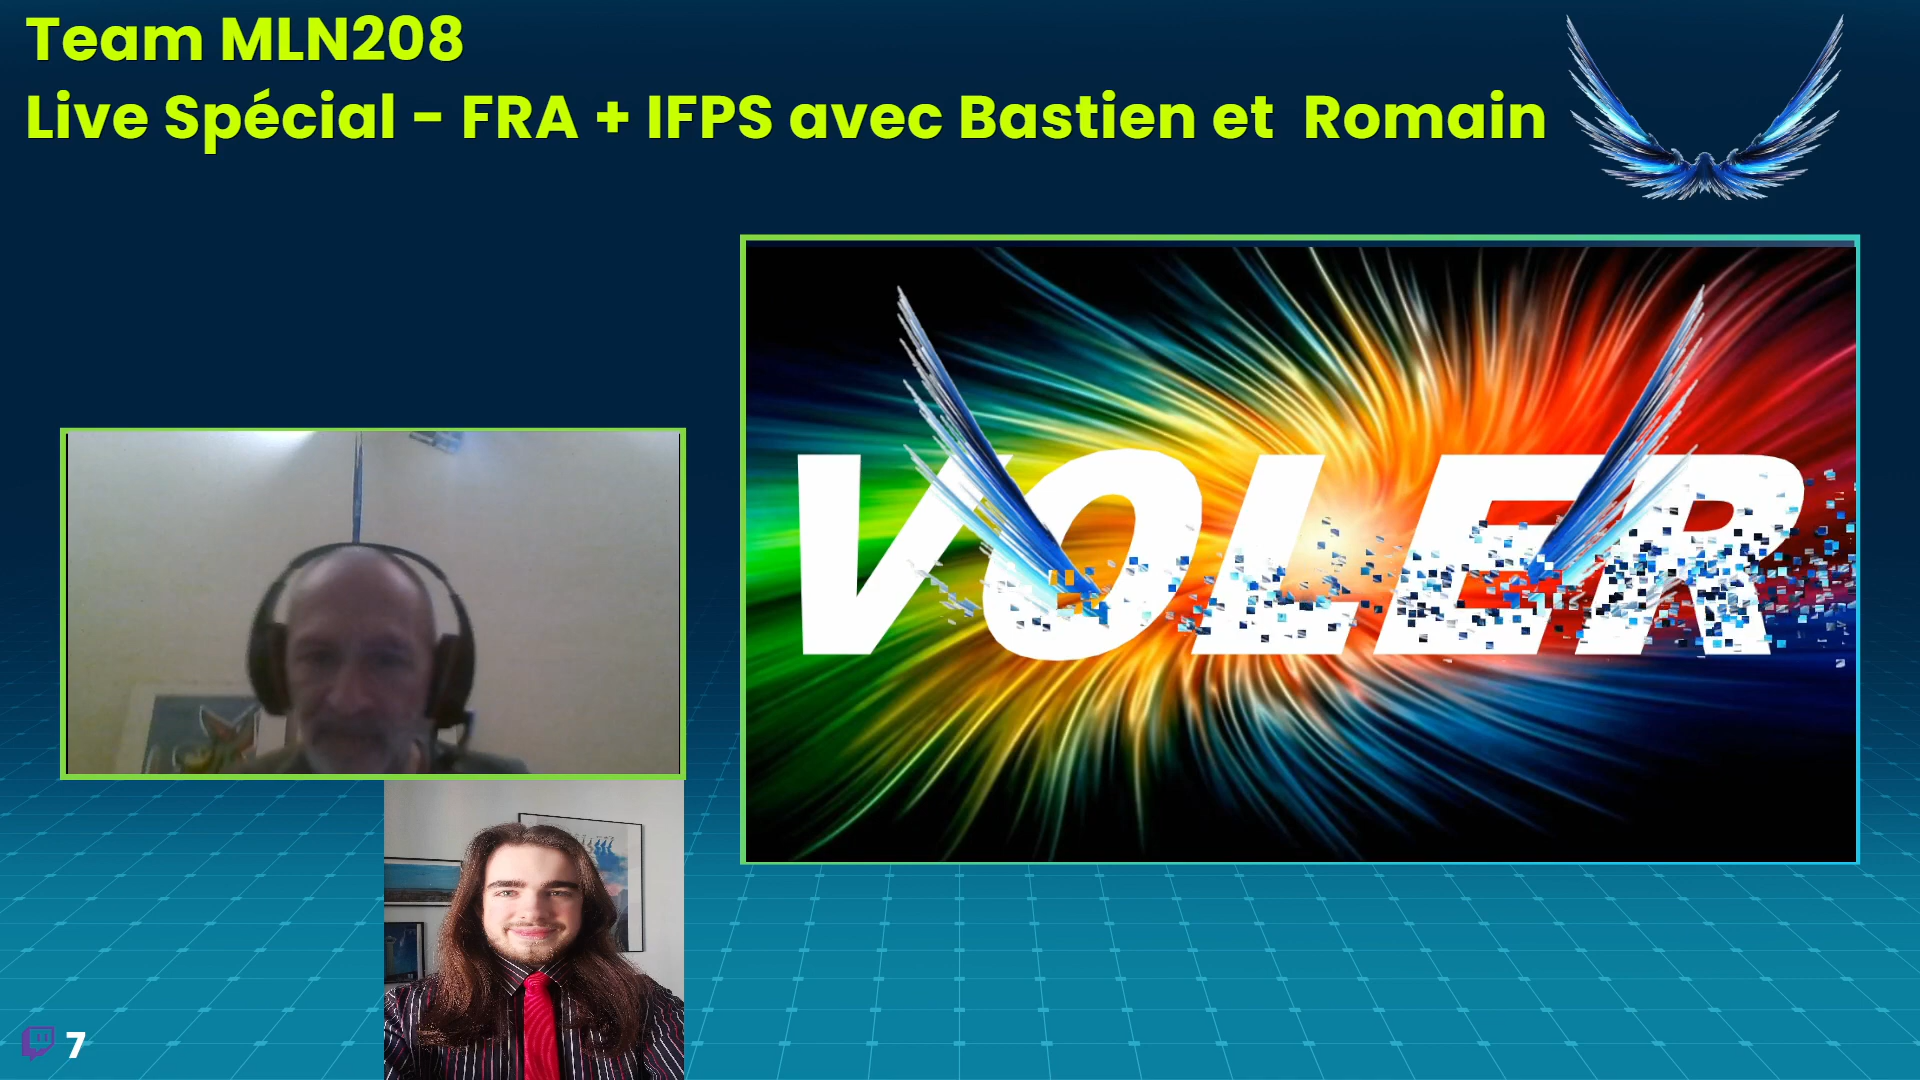 Team MLN208
Live Spécial - FRA + IFPS avec Bastien et Romain
VOLER
7